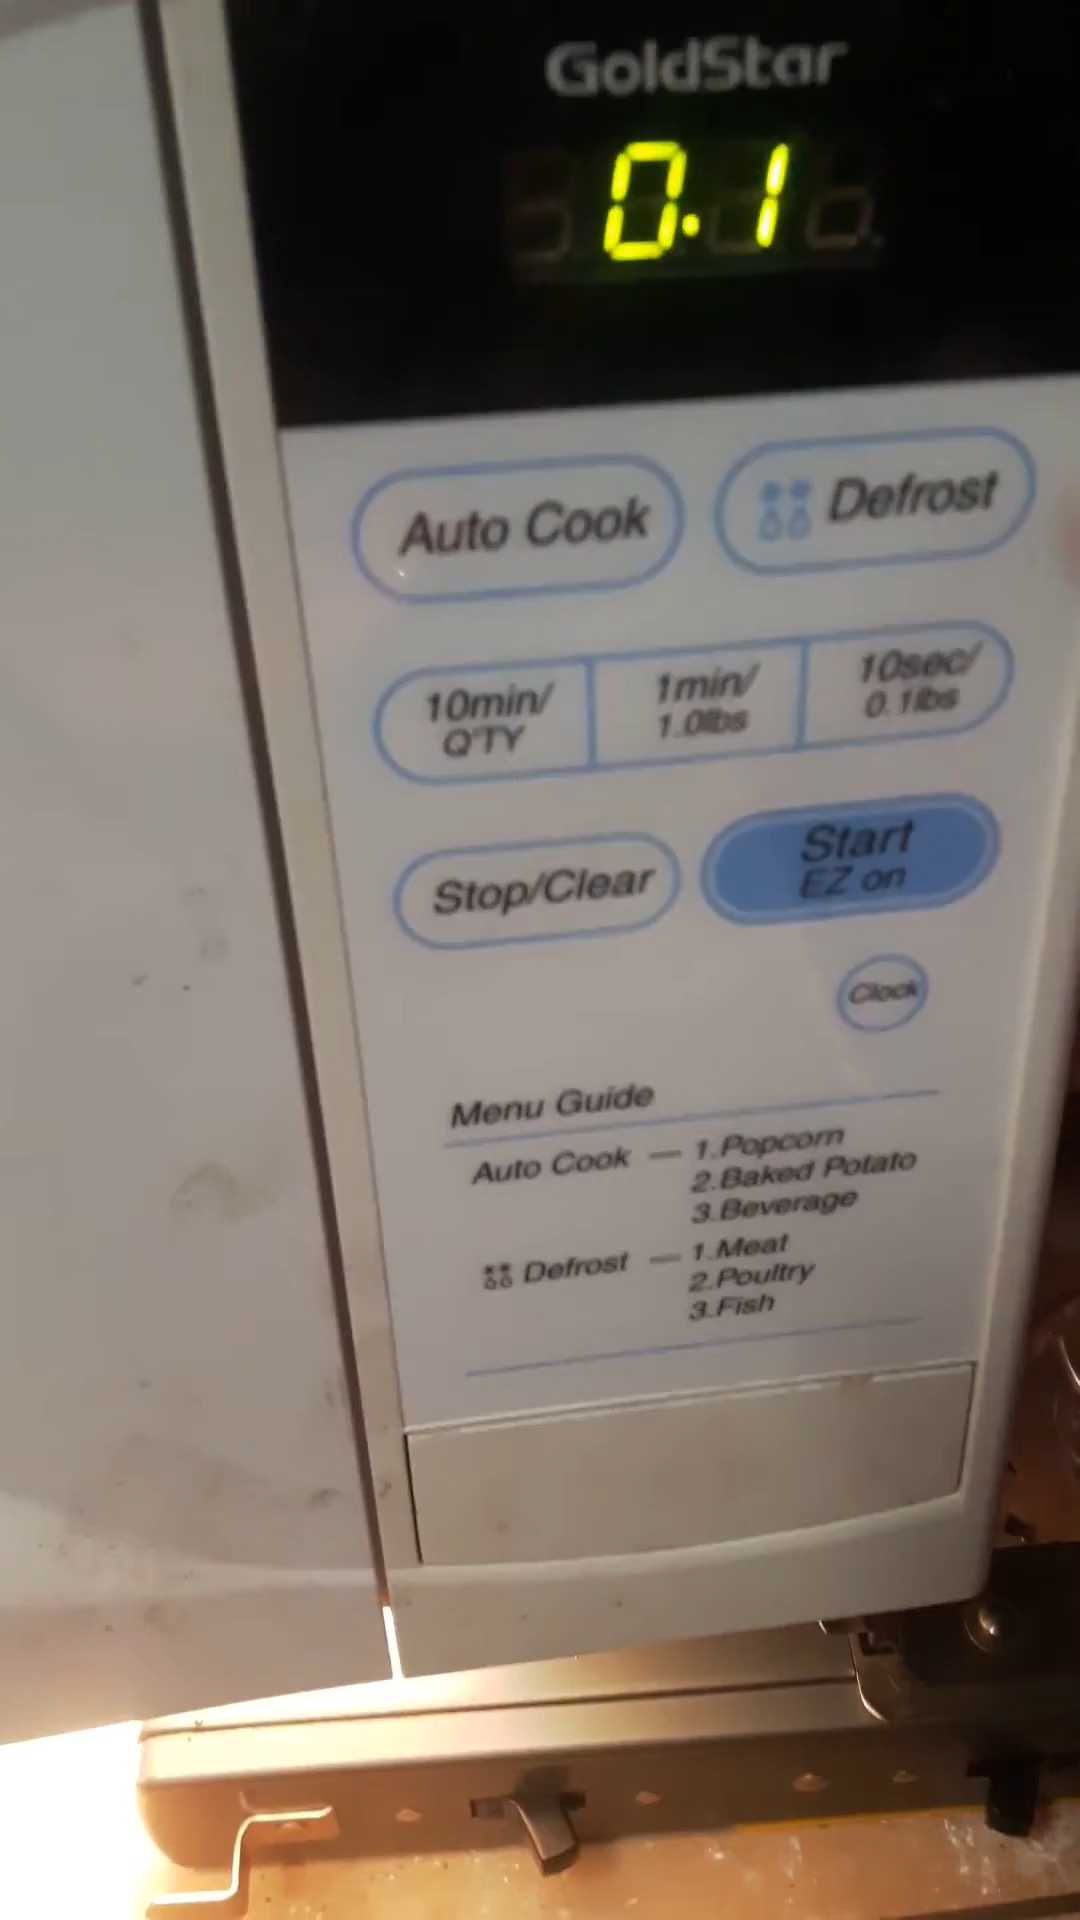 GoldStar
0.1
Auto Cook
Defrost
10min/
Q'TY
1min/
1.0lbs
10sec/
0.1lbs
Stop/Clear
Start
EZ on
Clock
Menu Guide
Auto Cook — 1.Popcorn
2.Baked Potato
3.Beverage
Defrost — 1.Meat
2.Poultry
3.Fish